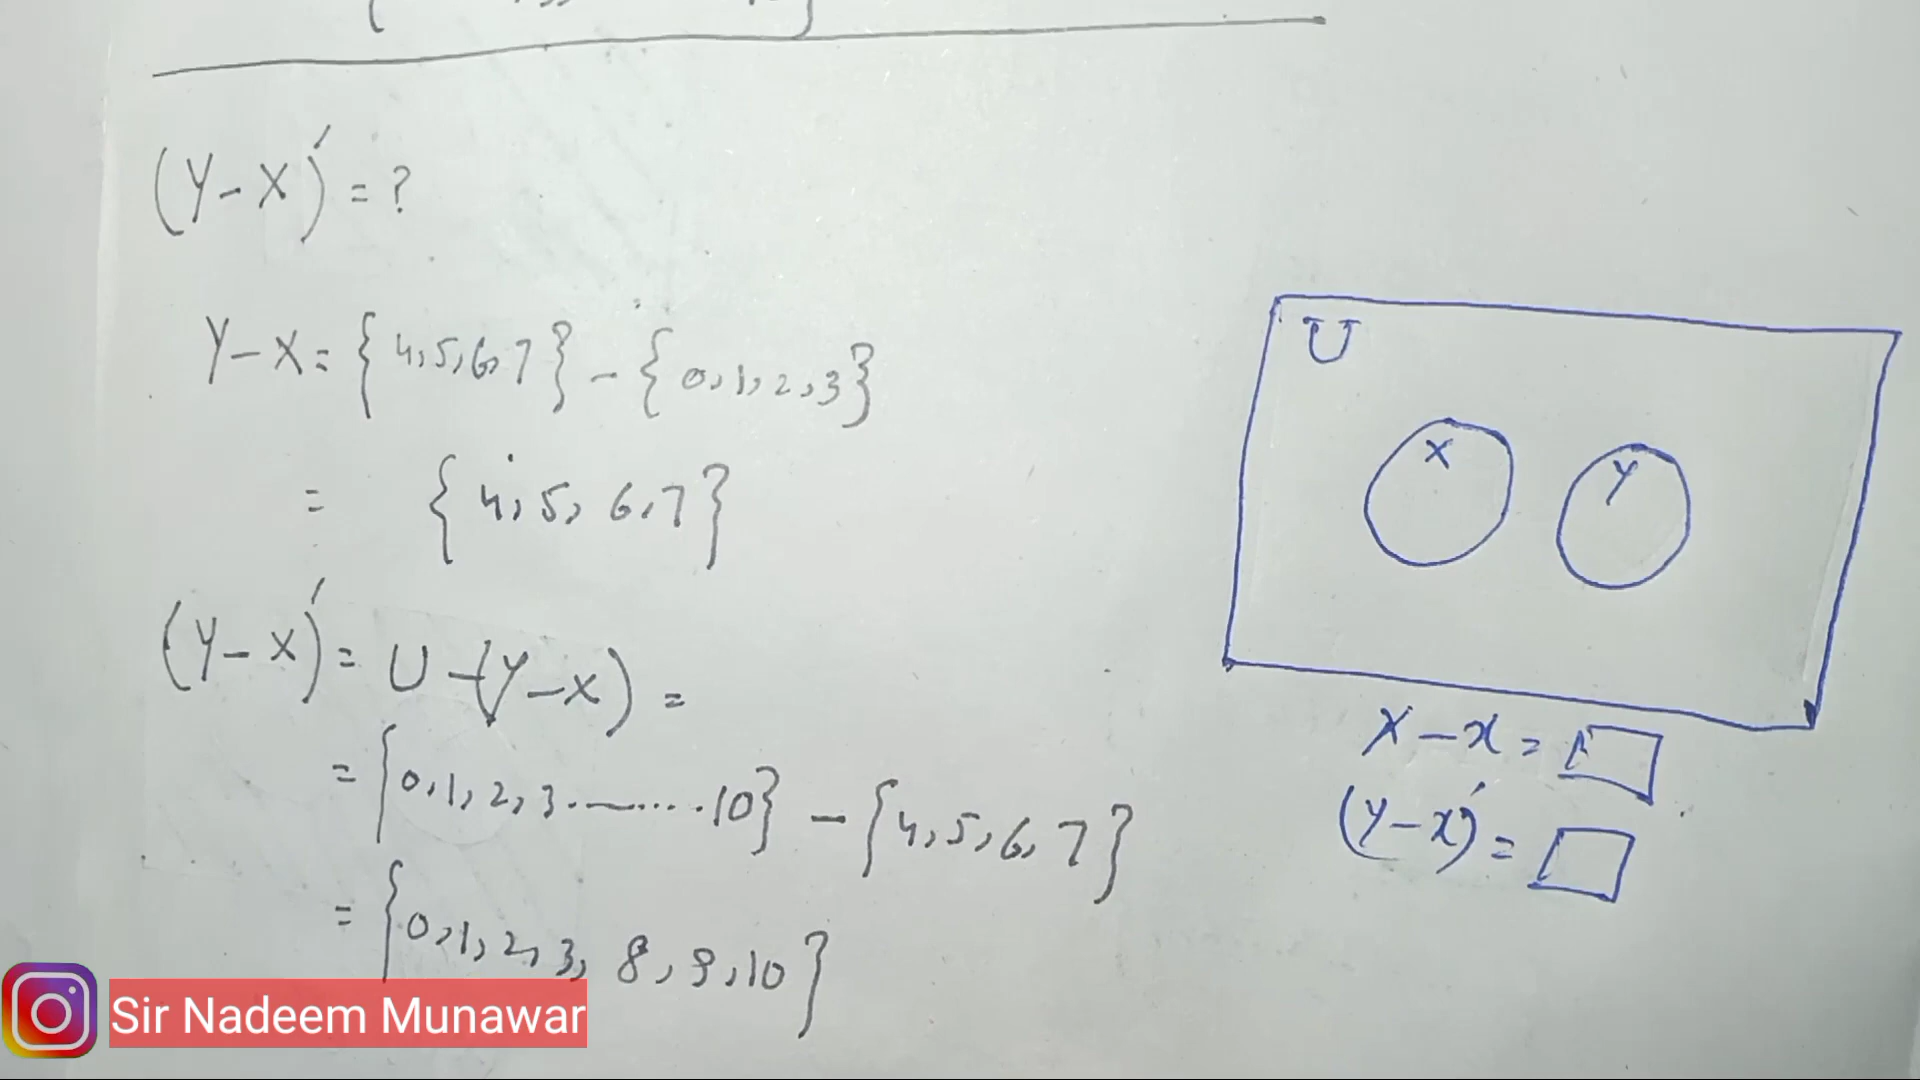 (Y-X)′ = ?
Y-X = {4,5,6,7} - {0,1,2,3}
= {4,5,6,7}
(Y-X)′ = U-(Y-X) =
= {0,1,2,3.........10} - {4,5,6,7}
= {0,1,2,3,8,9,10}
U
X
Y
X-x =
(Y-x)′ =
Sir Nadeem Munawar